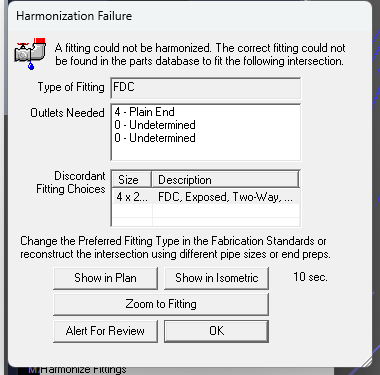 Harmonization Failure
A fitting could not be harmonized. The correct fitting could not
be found in the parts database to fit the following intersection.
Type of Fitting FDC
Outlets Needed 4 - Plain End
0 - Undetermined
0 - Undetermined
Discordant
Fitting Choices
Size Description
4 x 2... FDC, Exposed, Two-Way, ...
Change the Preferred Fitting Type in the Fabrication Standards or
reconstruct the intersection using different pipe sizes or end preps.
Show in Plan Show in Isometric 10 sec.
Zoom to Fitting
Alert For Review OK
Harmonize Fittings